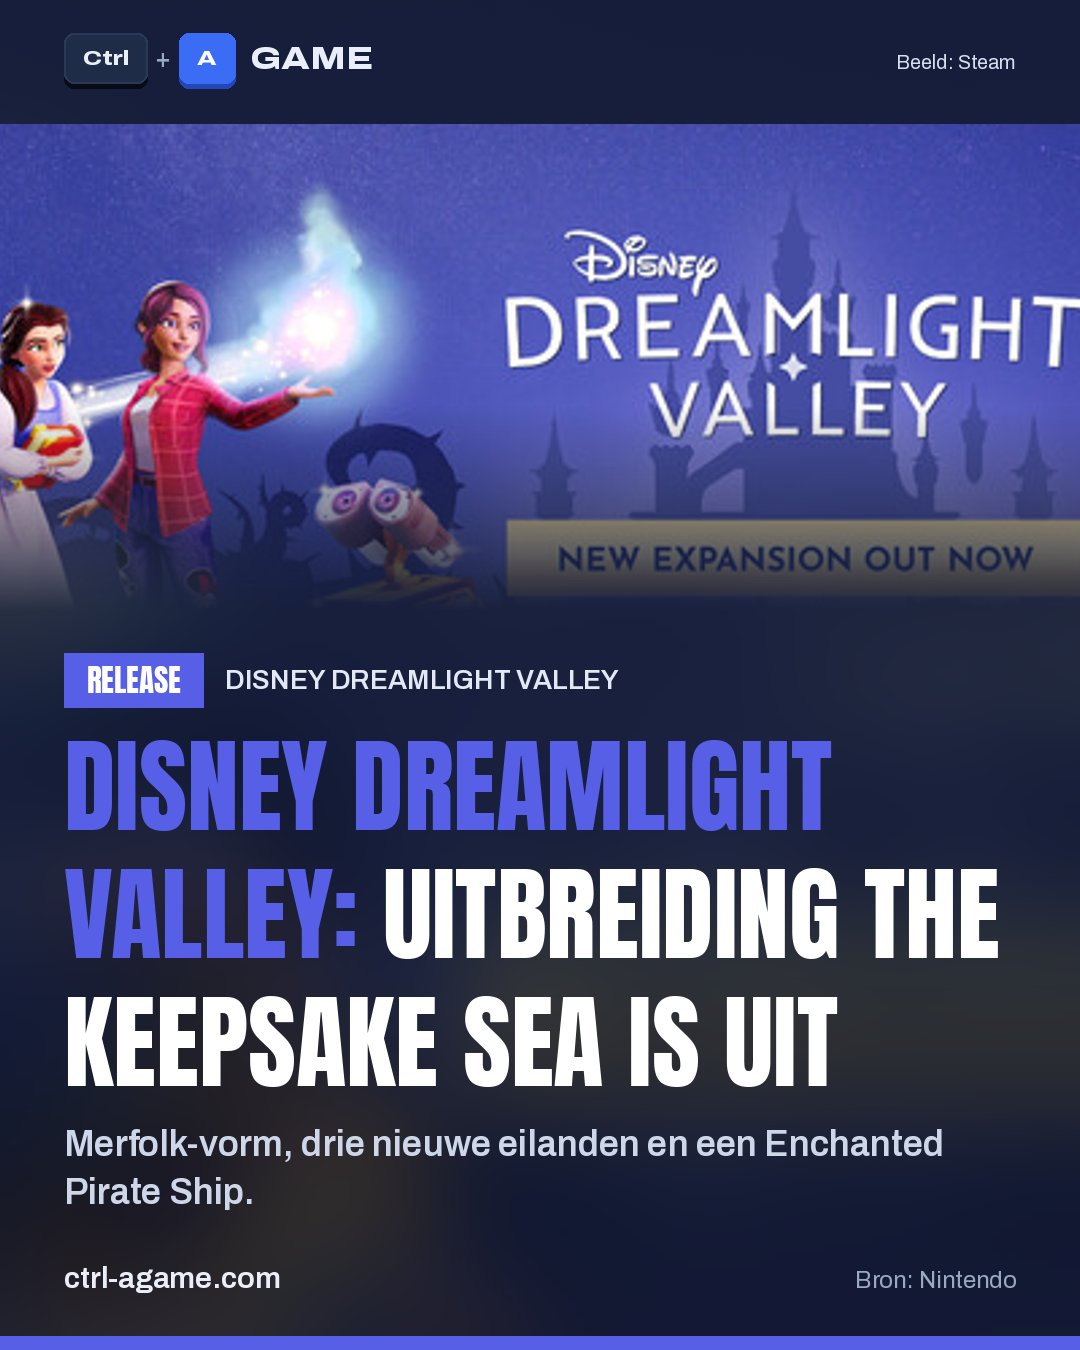 Ctrl + A GAME
Beeld: Steam
Disney
DREAMLIGHT
VALLEY
NEW EXPANSION OUT NOW
RELEASE
DISNEY DREAMLIGHT VALLEY
DISNEY DREAMLIGHT
VALLEY: UITBREIDING THE
KEEPSAKE SEA IS UIT
Merfolk-vorm, drie nieuwe eilanden en een Enchanted
Pirate Ship.
ctrl-agame.com
Bron: Nintendo